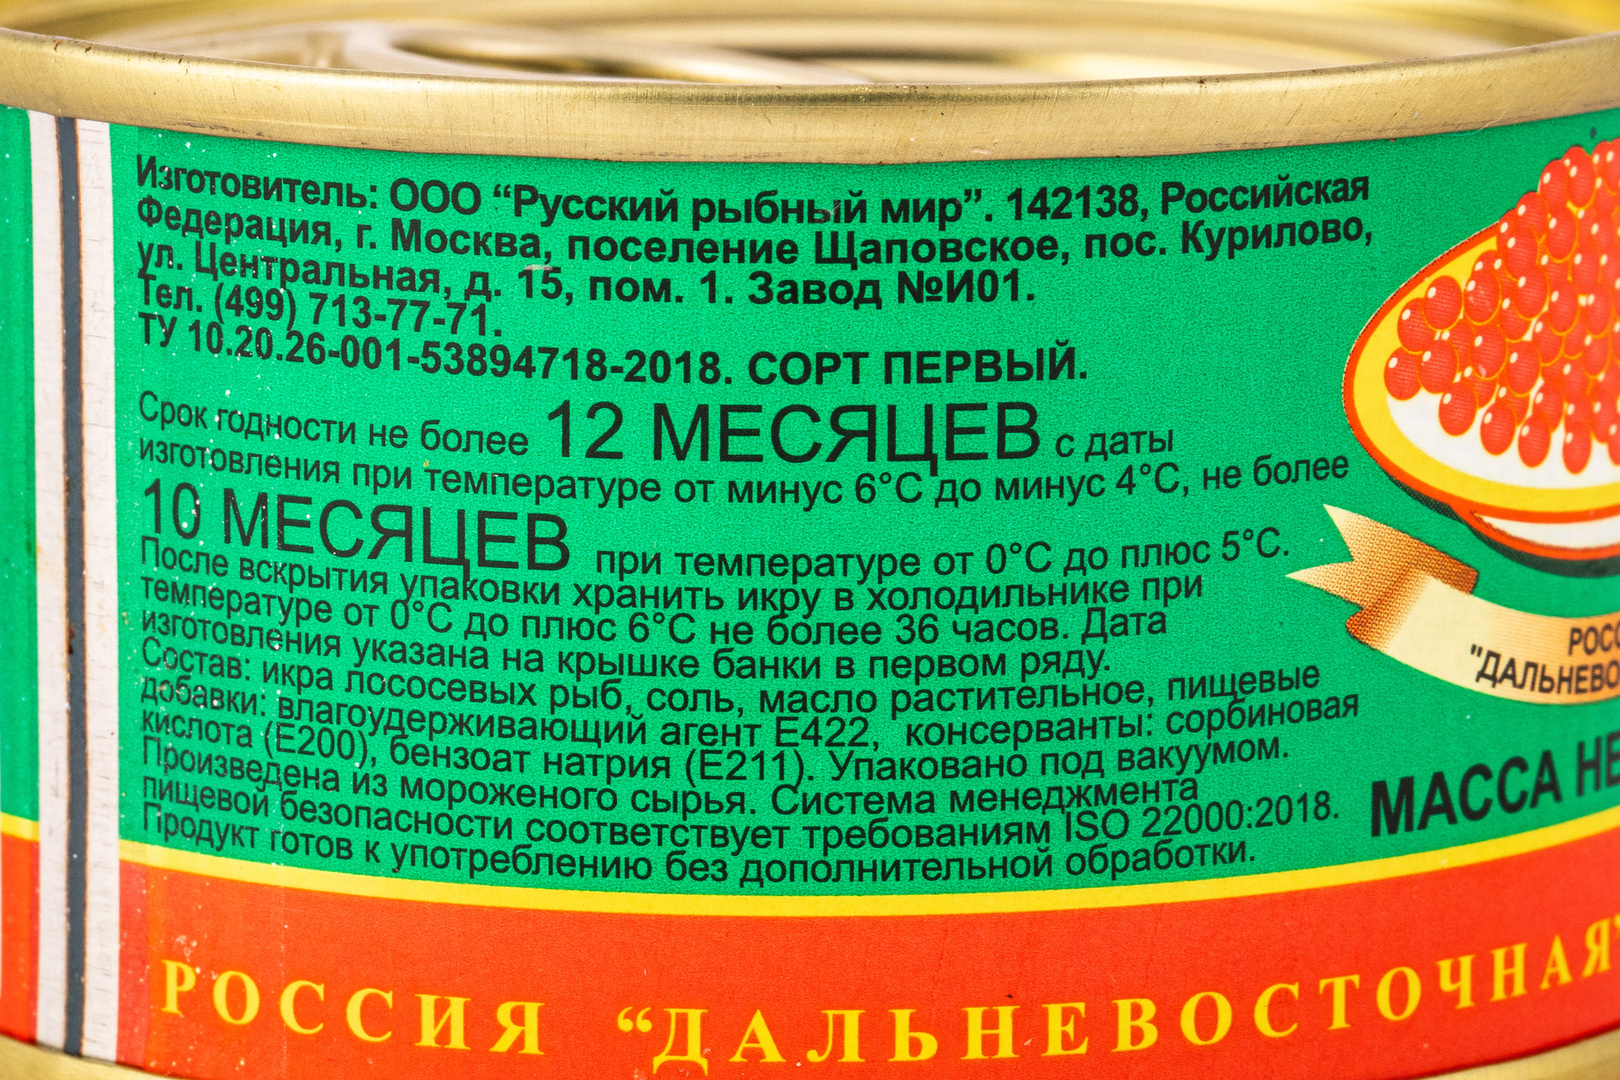 Изготовитель: ООО “Русский рыбный мир”. 142138, Российская
Федерация, г. Москва, поселение Щаповское, пос. Курилово,
ул. Центральная, д. 15, пом. 1. Завод №И01.
Тел. (499) 713-77-71.
ТУ 10.20.26-001-53894718-2018. СОРТ ПЕРВЫЙ.
Срок годности не более 12 МЕСЯЦЕВ с даты
изготовления при температуре от минус 6°С до минус 4°С, не более
10 МЕСЯЦЕВ при температуре от 0°С до плюс 5°С.
После вскрытия упаковки хранить икру в холодильнике при
температуре от 0°С до плюс 6°С не более 36 часов. Дата
изготовления указана на крышке банки в первом ряду.
Состав: икра лососевых рыб, соль, масло растительное, пищевые
добавки: влагоудерживающий агент Е422, консерванты: сорбиновая
кислота (Е200), бензоат натрия (Е211). Упаковано под вакуумом.
Произведена из мороженого сырья. Система менеджмента
пищевой безопасности соответствует требованиям ISO 22000:2018.
Продукт готов к употреблению без дополнительной обработки.
РОСС
"ДАЛЬНЕВО
МАССА НЕ
РОССИЯ “ДАЛЬНЕВОСТОЧНАЯ”